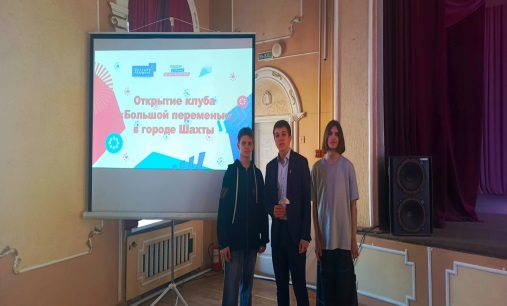 Открытие клуба
«Большой перемены»
в городе Шахты